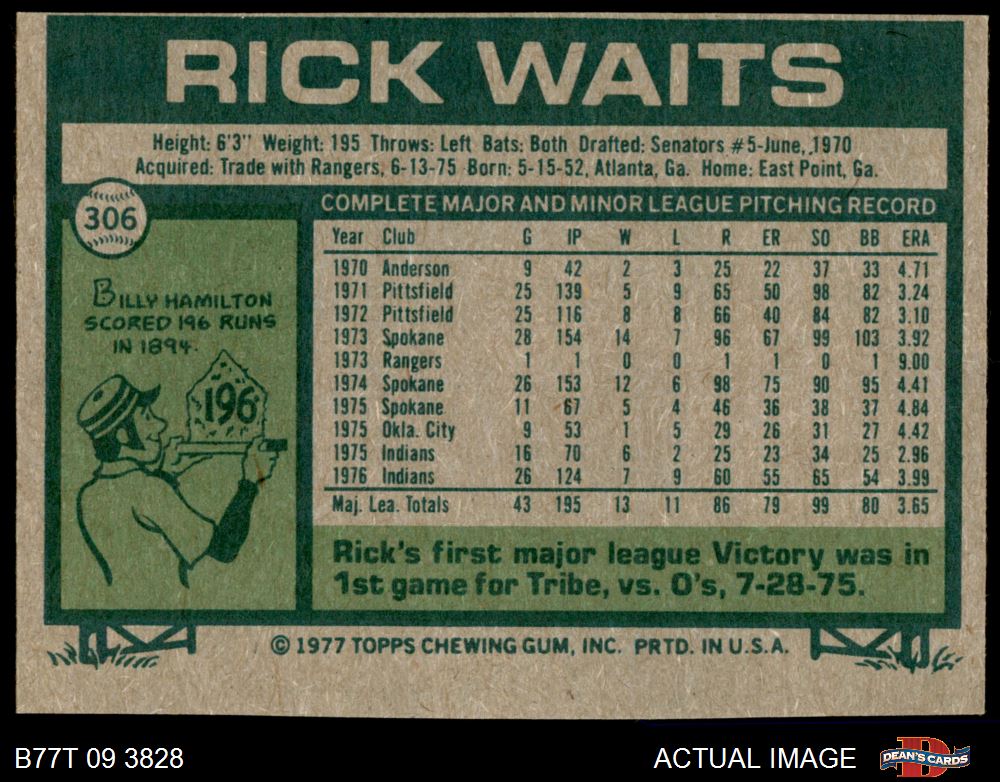 RICK WAITS
Height: 6'3" Weight: 195 Throws: Left Bats: Both Drafted: Senators #5-June, 1970
Acquired: Trade with Rangers, 6-13-75 Born: 5-15-52, Atlanta, Ga. Home: East Point, Ga.
306
BILLY HAMILTON
SCORED 196 RUNS
IN 1894.
196
COMPLETE MAJOR AND MINOR LEAGUE PITCHING RECORD
Year Club G IP W L R ER SO BB ERA
1970 Anderson 9 42 2 3 25 22 37 33 4.71
1971 Pittsfield 25 139 5 9 65 50 98 82 3.24
1972 Pittsfield 25 116 8 8 66 40 84 82 3.10
1973 Spokane 28 154 14 7 96 67 99 103 3.92
1973 Rangers 1 1 0 0 1 1 0 1 9.00
1974 Spokane 26 153 12 6 98 75 90 95 4.41
1975 Spokane 11 67 5 4 46 36 38 37 4.84
1975 Okla. City 9 53 1 5 29 26 31 27 4.42
1975 Indians 16 70 6 2 25 23 34 25 2.96
1976 Indians 26 124 7 9 60 55 65 54 3.99
Maj. Lea. Totals 43 195 13 11 86 79 99 80 3.65
Rick's first major league Victory was in
1st game for Tribe, vs. O's, 7-28-75.
© 1977 TOPPS CHEWING GUM, INC. PRTD. IN U.S.A.
B77T 09 3828
ACTUAL IMAGE
DEAN'S CARDS